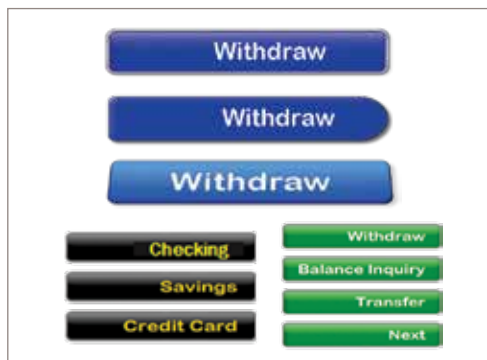 Withdraw
Withdraw
Withdraw
Checking
Savings
Credit Card
Withdraw
Balance Inquiry
Transfer
Next